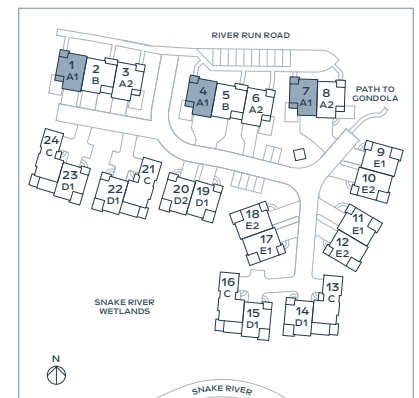 RIVER RUN ROAD
1
A1
2
B
3
A2
4
A1
5
B
6
A2
7
A1
8
A2
PATH TO
GONDOLA
24
C
23
D1
22
D1
21
C
20
D2
19
D1
9
E1
10
E2
18
E2
17
E1
11
E1
12
E2
16
C
15
D1
14
D1
13
C
SNAKE RIVER
WETLANDS
N
SNAKE RIVER